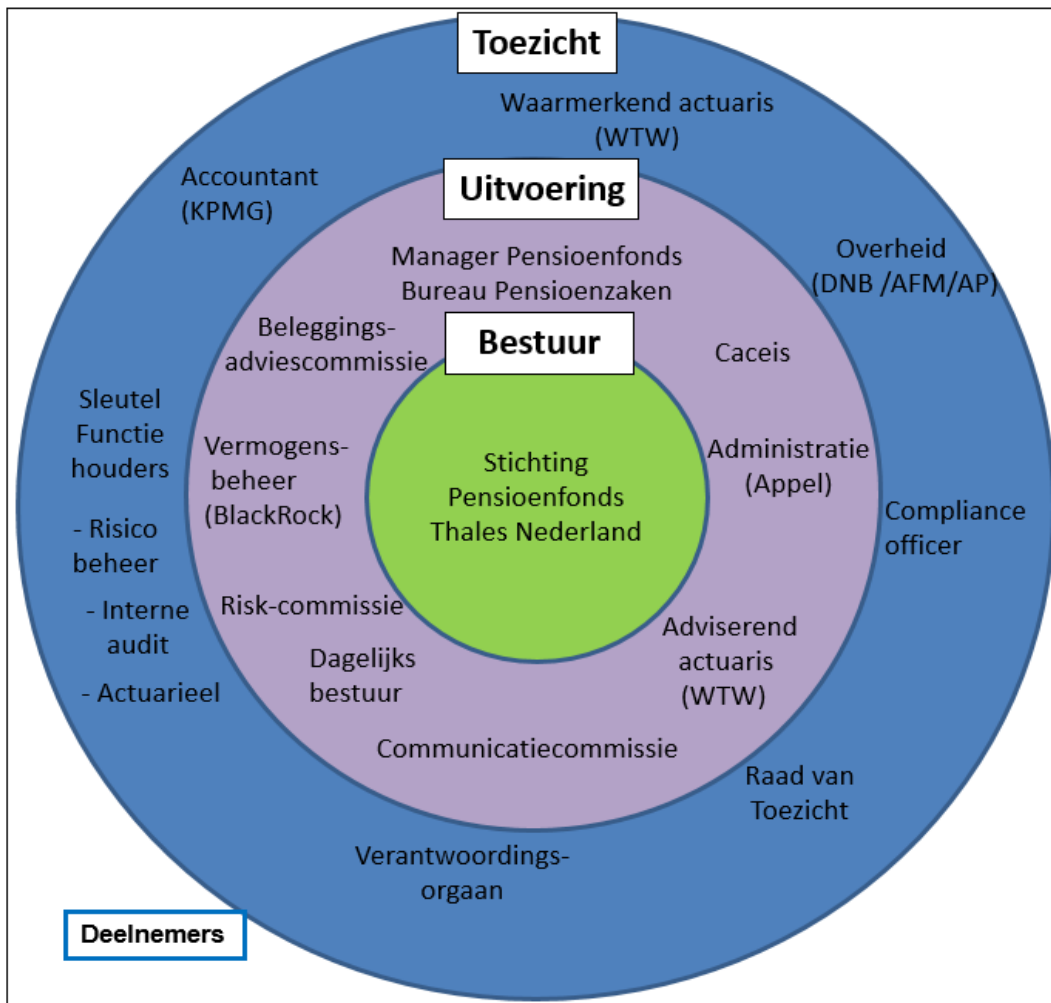 Toezicht
Waarmerkend actuaris
(WTW)
Accountant
(KPMG)
Uitvoering
Manager Pensioenfonds
Bureau Pensioenzaken
Overheid
(DNB /AFM/AP)
Beleggings-
adviescommissie
Bestuur
Caceis
Sleutel
Functie
houders
- Risico
beheer
- Interne
audit
- Actuarieel
Vermogens-
beheer
(BlackRock)
Stichting
Pensioenfonds
Thales Nederland
Administratie
(Appel)
Compliance
officer
Risk-commissie
Dagelijks
bestuur
Adviserend
actuaris
(WTW)
Communicatiecommissie
Raad van
Toezicht
Verantwoordings-
orgaan
Deelnemers